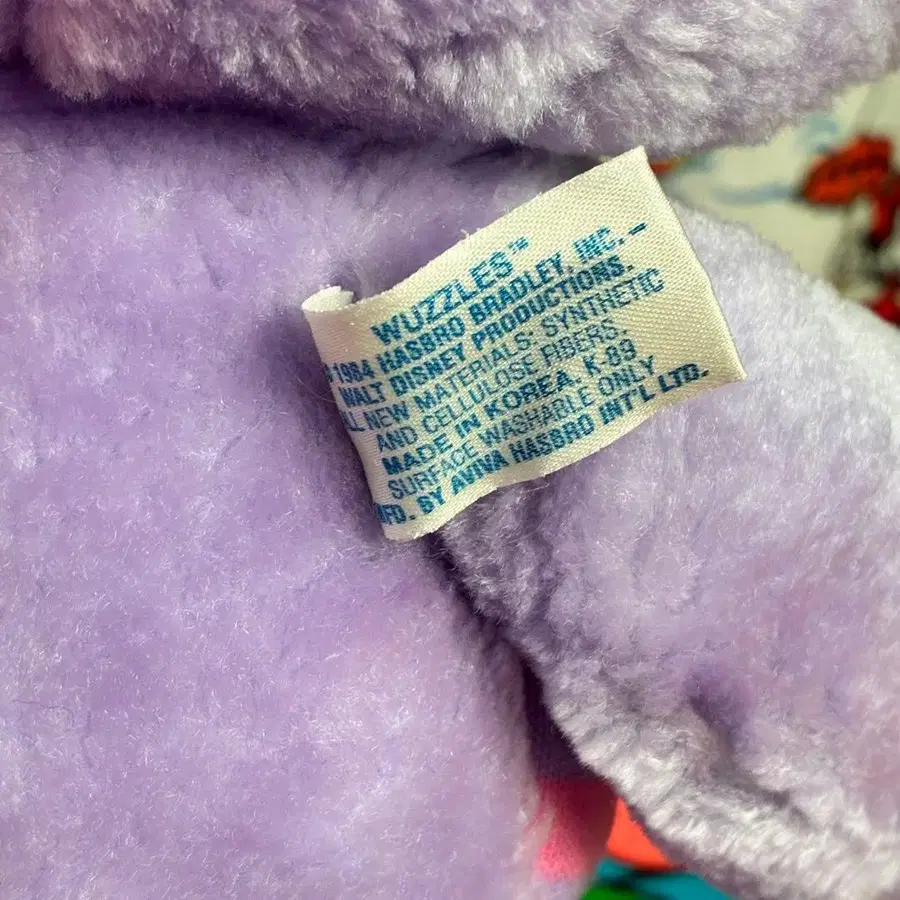 WUZZLES™
1984 HASBRO BRADLEY, INC. –
WALT DISNEY PRODUCTIONS.
ALL NEW MATERIALS: SYNTHETIC
AND CELLULOSE FIBERS.
MADE IN KOREA. K-89
SURFACE WASHABLE ONLY
MFD. BY AVIVA HASBRO INT'L LTD.